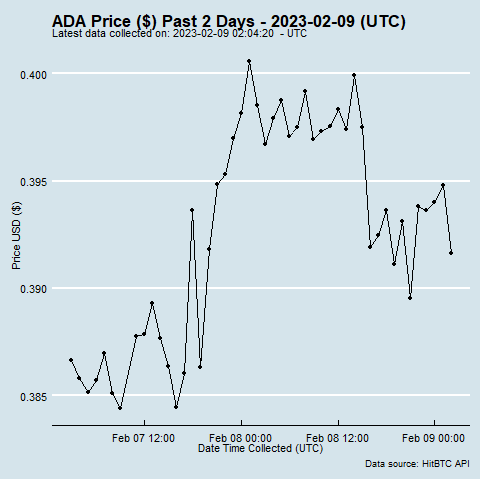 ADA Price ($) Past 2 Days - 2023-02-09 (UTC)
Latest data collected on: 2023-02-09 02:04:20  - UTC
0.400
0.395
0.390
0.385
Price USD ($)
Feb 07 12:00
Feb 08 00:00
Feb 08 12:00
Feb 09 00:00
Date Time Collected (UTC)
Data source: HitBTC API